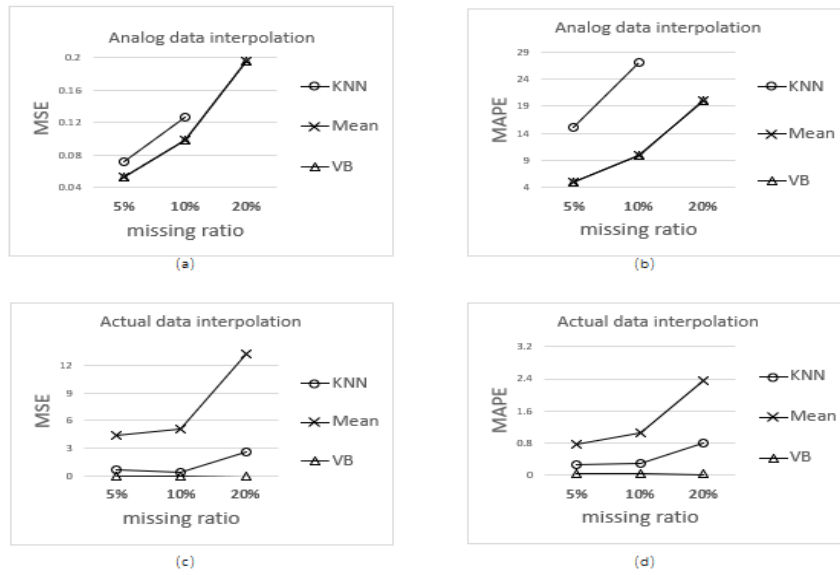 Analog data interpolation
0.2
0.16
0.12
0.08
0.04
MSE
5% 10% 20%
missing ratio
KNN
Mean
VB
(a)
Analog data interpolation
29
24
19
14
9
4
MAPE
5% 10% 20%
missing ratio
KNN
Mean
VB
(b)
Actual data interpolation
12
9
6
3
0
MSE
5% 10% 20%
missing ratio
KNN
Mean
VB
(c)
Actual data interpolation
3.2
2.4
1.6
0.8
0
MAPE
5% 10% 20%
missing ratio
KNN
Mean
VB
(d)